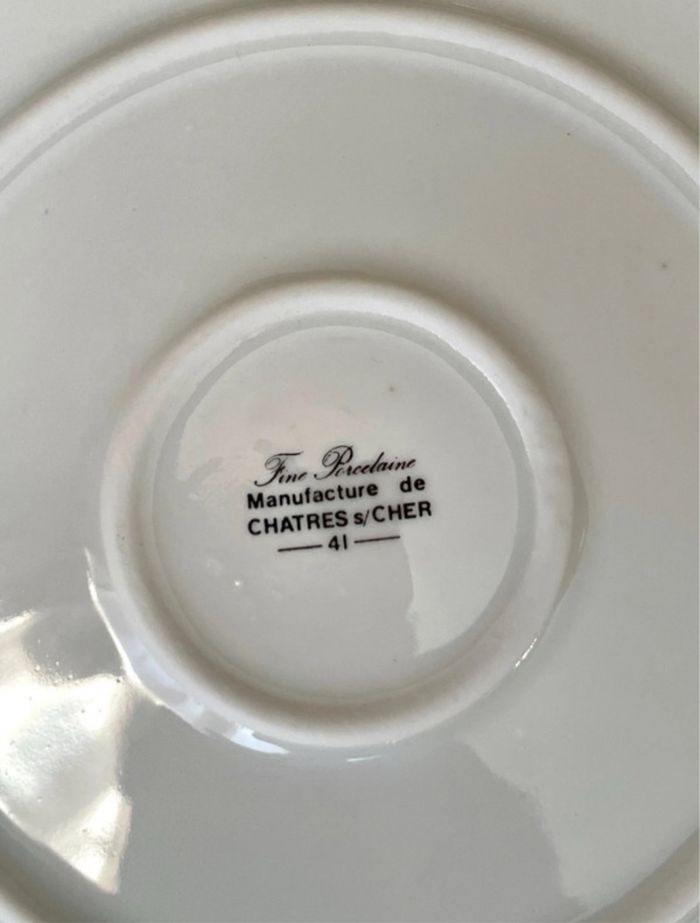 Fine Porcelaine
Manufacture de
CHATRES s/CHER
41